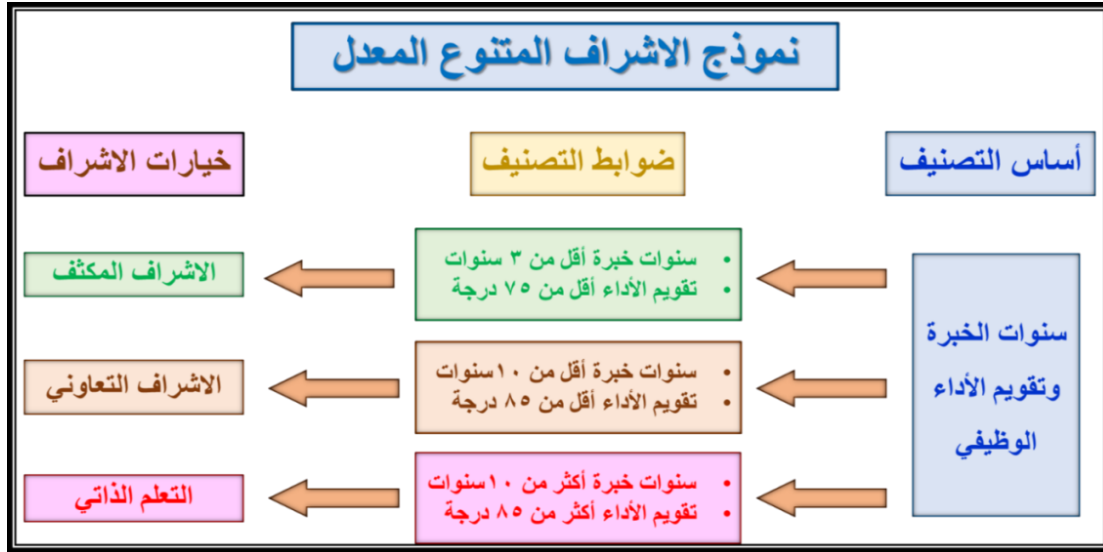 نموذج الاشراف المتنوع المعدل
أساس التصنيف
ضوابط التصنيف
خيارات الاشراف
سنوات الخبرة
وتقويم الأداء
الوظيفي
• سنوات خبرة أقل من ٣ سنوات
• تقويم الأداء أقل من ٧٥ درجة
الاشراف المكثف
• سنوات خبرة أقل من ١٠سنوات
• تقويم الأداء أقل من ٨٥ درجة
الاشراف التعاوني
• سنوات خبرة أكثر من ١٠سنوات
• تقويم الأداء أكثر من ٨٥ درجة
التعلم الذاتي